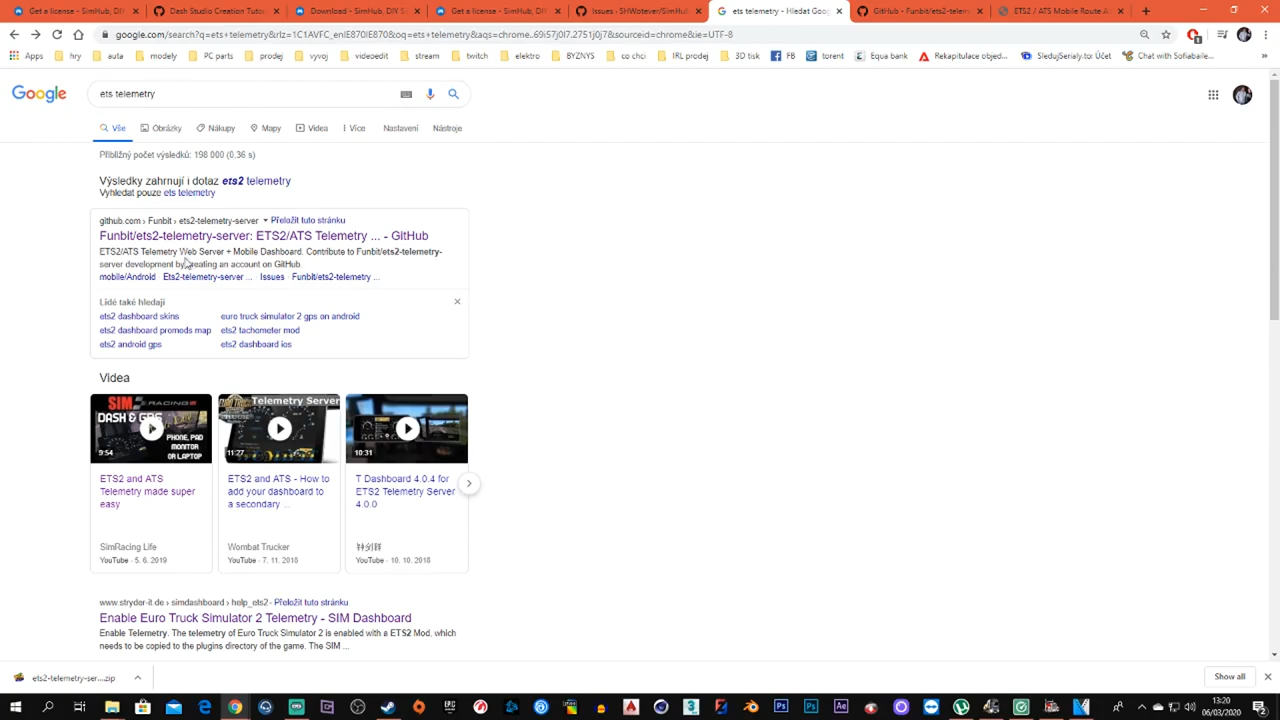 Get a license - SimHub, DIY
Dash Studio Creation Tutor
Download - SimHub, DIY S
Get a license - SimHub, DIY
Issues · SHWotever/SimHub
ets telemetry - Hledat Goog
GitHub - Funbit/ets2-telemet
ETS2 / ATS Mobile Route A
google.com/search?q=ets+telemetry&rlz=1C1AVFC_enIE870IE870&oq=ets+telemetry&aqs=chrome..69i57j0l7.2751j0j7&sourceid=chrome&ie=UTF-8
Apps hry auta modely PC parts prodej vyvoj videoedit stream twitch elektro BYZNYS co chci IRL prodej 3D tisk FB torent Equa bank Rekapitulace objed... SledujSerialy.to: Účet Chat with Sofiabaile... »
Google
ets telemetry
Vše Obrázky Nákupy Mapy Videa Více Nastavení Nástroje
Přibližný počet výsledků: 198 000 (0,36 s)
Výsledky zahrnují i dotaz ets2 telemetry
Vyhledat pouze ets telemetry
github.com › Funbit › ets2-telemetry-server Přeložit tuto stránku
Funbit/ets2-telemetry-server: ETS2/ATS Telemetry ... - GitHub
ETS2/ATS Telemetry Web Server + Mobile Dashboard. Contribute to Funbit/ets2-telemetry-
server development by creating an account on GitHub.
mobile/Android · Ets2-telemetry-server ... · Issues · Funbit/ets2-telemetry ...
Lidé také hledají
ets2 dashboard skins euro truck simulator 2 gps on android
ets2 dashboard promods map ets2 tachometer mod
ets2 android gps ets2 dashboard ios
Videa
SIM RACING
DASH & GPS
PHONE, PAD
MONITOR
OR LAPTOP
9:54
Telemetry Server
11:27
10:31
ETS2 and ATS
Telemetry made super
easy
SimRacing Life
YouTube - 5. 6. 2019
ETS2 and ATS - How to
add your dashboard to
a secondary ...
Wombat Trucker
YouTube - 7. 11. 2018
T Dashboard 4.0.4 for
ETS2 Telemetry Server
4.0.0
YouTube - 10. 10. 2018
www.stryder-it.de › simdashboard › help_ets2 Přeložit tuto stránku
Enable Euro Truck Simulator 2 Telemetry - SIM Dashboard
Enable Telemetry. The telemetry of Euro Truck Simulator 2 is enabled with a ETS2 Mod, which
needs to be copied to the plugins directory of the game. The SIM ...
ets2-telemetry-ser....zip
Show all
13:20
06/03/2020